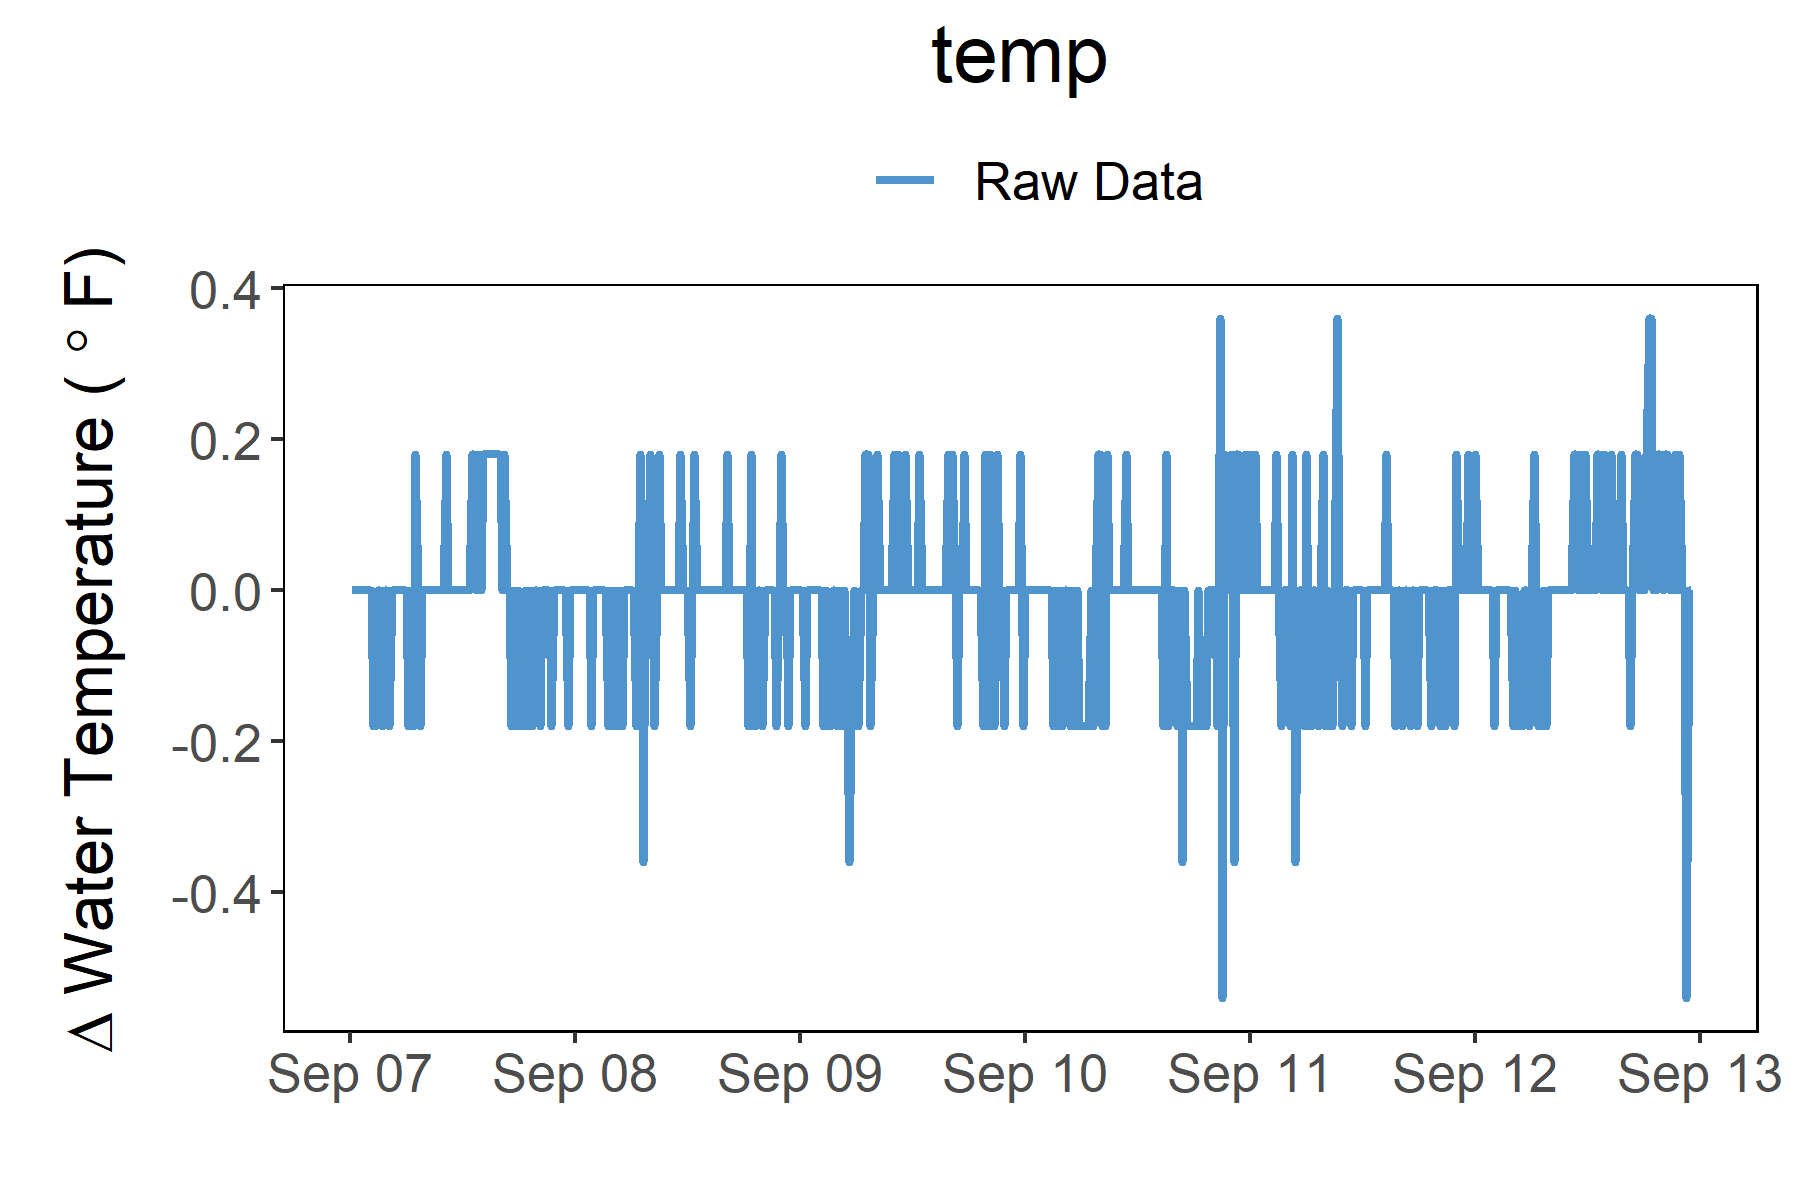 temp
Raw Data
Δ Water Temperature ( ° F)
0.4
0.2
0.0
-0.2
-0.4
Sep 07 Sep 08 Sep 09 Sep 10 Sep 11 Sep 12 Sep 13